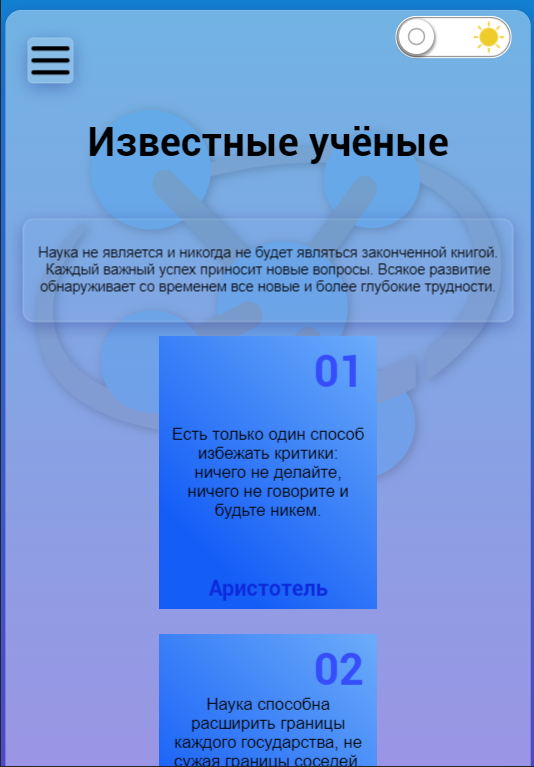 Известные учёные
Наука не является и никогда не будет являться законченной книгой.
Каждый важный успех приносит новые вопросы. Всякое развитие
обнаруживает со временем все новые и более глубокие трудности.
01
Есть только один способ
избежать критики:
ничего не делайте,
ничего не говорите и
будьте никем.
Аристотель
02
Наука способна
расширить границы
каждого государства, не
сужая границы соседей.